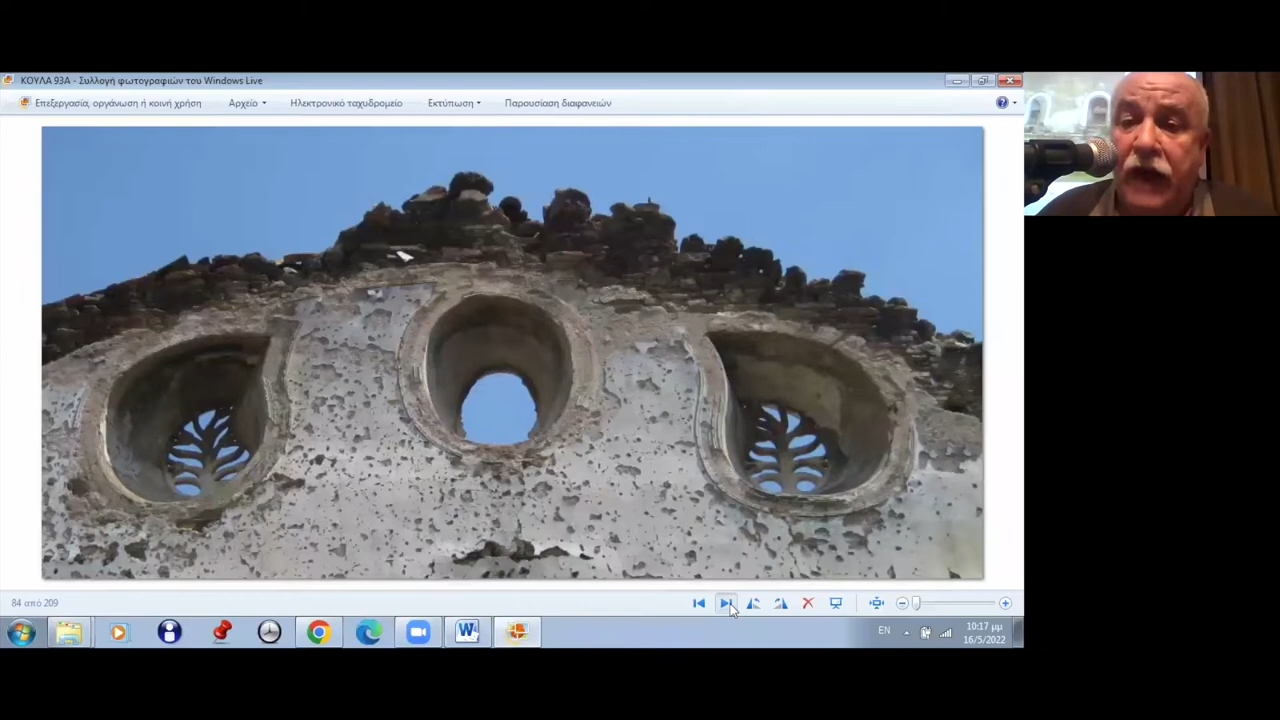 ΚΟΥΛΑ 93Α - Συλλογή φωτογραφιών του Windows Live
Επεξεργασία, οργάνωση ή κοινή χρήση Αρχείο Ηλεκτρονικό ταχυδρομείο Εκτύπωση Παρουσίαση διαφανειών
84 από 209
EN
10:17 μμ
16/5/2022